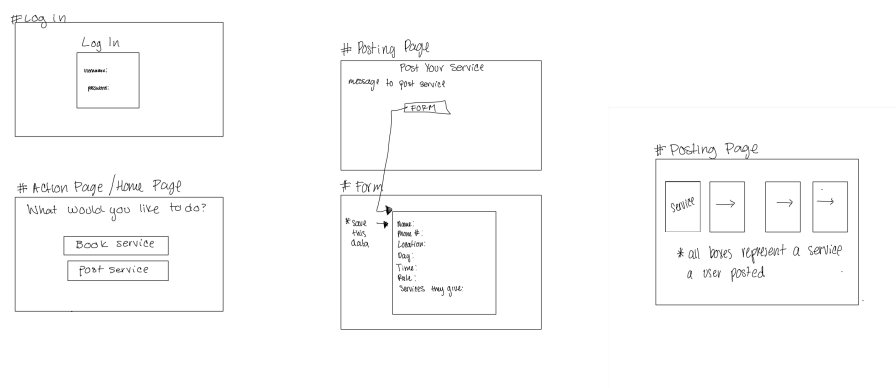 # Log in
Log In
username:
password:
# Action Page / Home Page
What would you like to do?
Book service
Post service
# Posting Page
Post Your Service
message to post service
FORM
# Form
* save
this
data
Name:
Phone #:
Location:
Day:
Time:
Rate:
Services they give:
# Posting Page
Service
* all boxes represent a service
a user posted